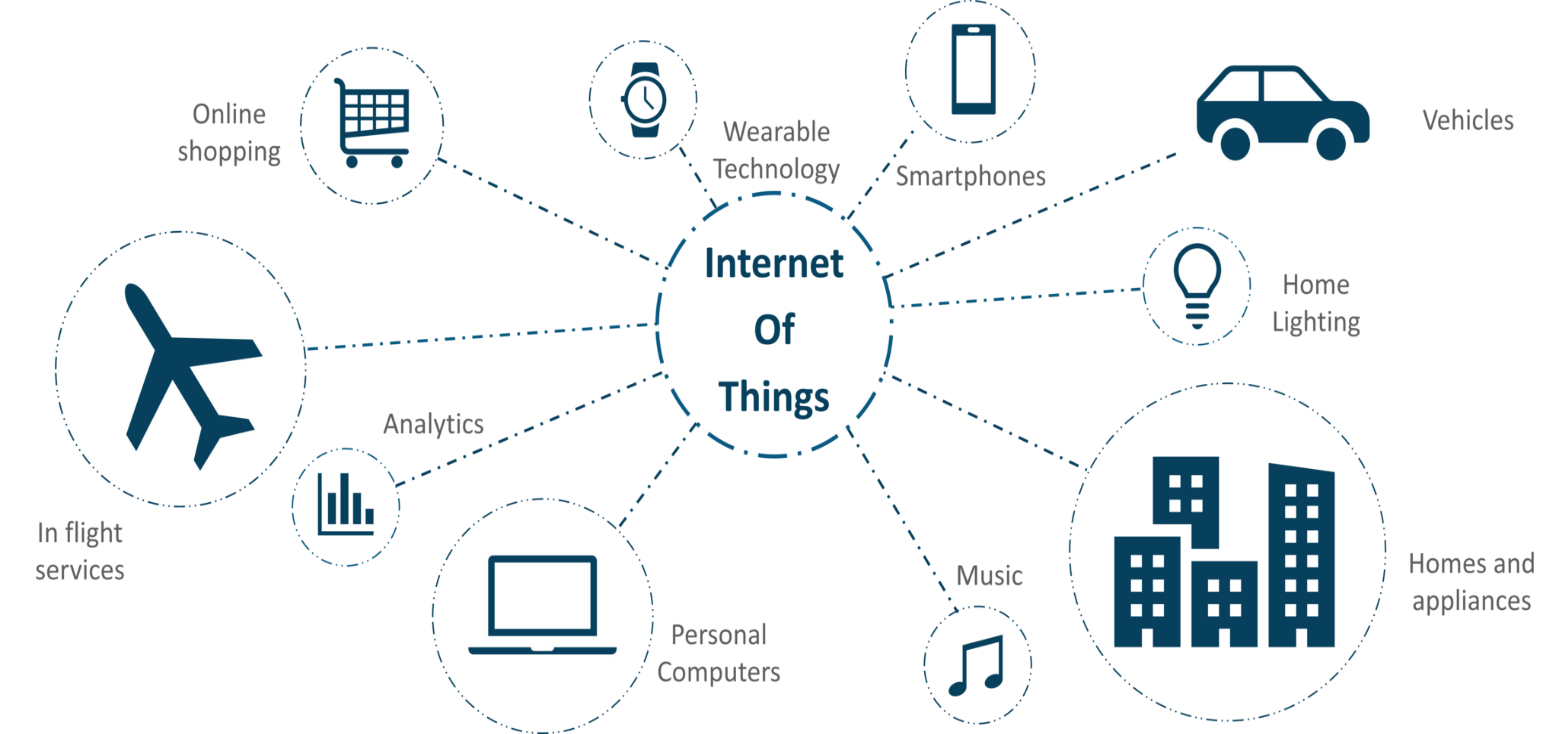 Online
shopping
Wearable
Technology
Smartphones
Vehicles
Internet
Of
Things
Home
Lighting
Analytics
In flight
services
Personal
Computers
Music
Homes and
appliances